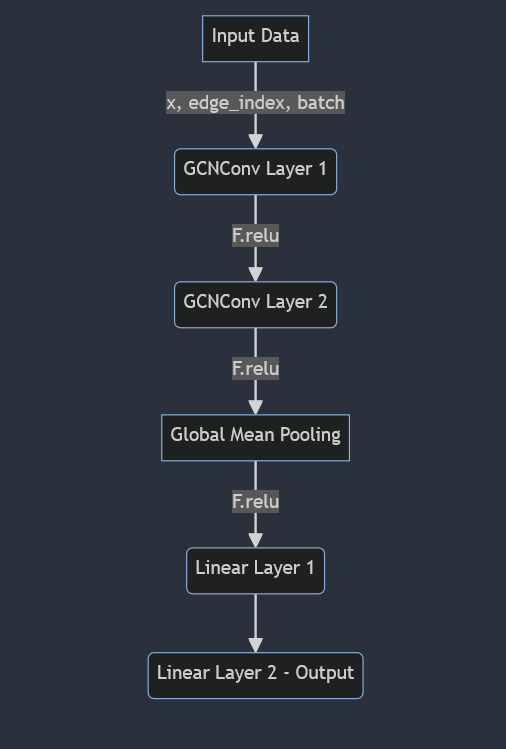 Input Data
x, edge_index, batch
GCNConv Layer 1
F.relu
GCNConv Layer 2
F.relu
Global Mean Pooling
F.relu
Linear Layer 1
Linear Layer 2 - Output